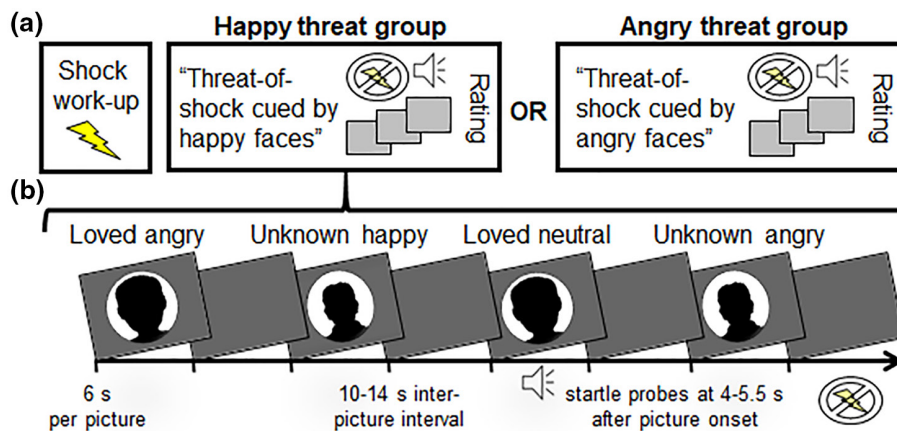 (a)
Happy threat group
Angry threat group
Shock
work-up
“Threat-of-
shock cued by
happy faces”
Rating
OR
“Threat-of-
shock cued by
angry faces”
Rating
(b)
Loved angry
Unknown happy
Loved neutral
Unknown angry
6 s
per picture
10-14 s inter-
picture interval
startle probes at 4-5.5 s
after picture onset